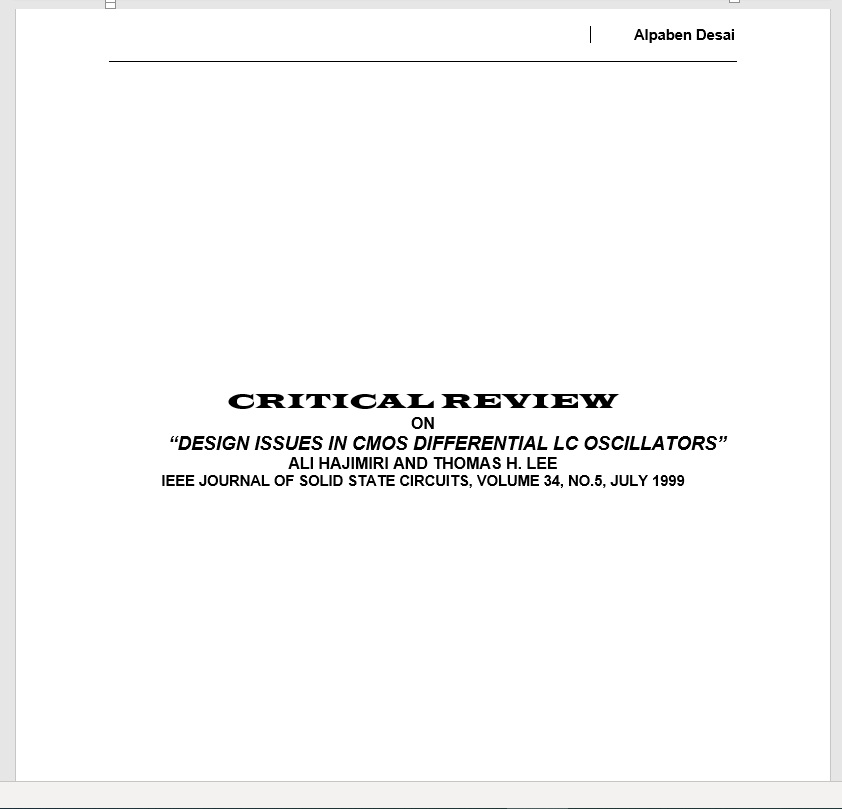 Alpaben Desai
CRITICAL REVIEW
ON
“DESIGN ISSUES IN CMOS DIFFERENTIAL LC OSCILLATORS”
ALI HAJIMIRI AND THOMAS H. LEE
IEEE JOURNAL OF SOLID STATE CIRCUITS, VOLUME 34, NO.5, JULY 1999